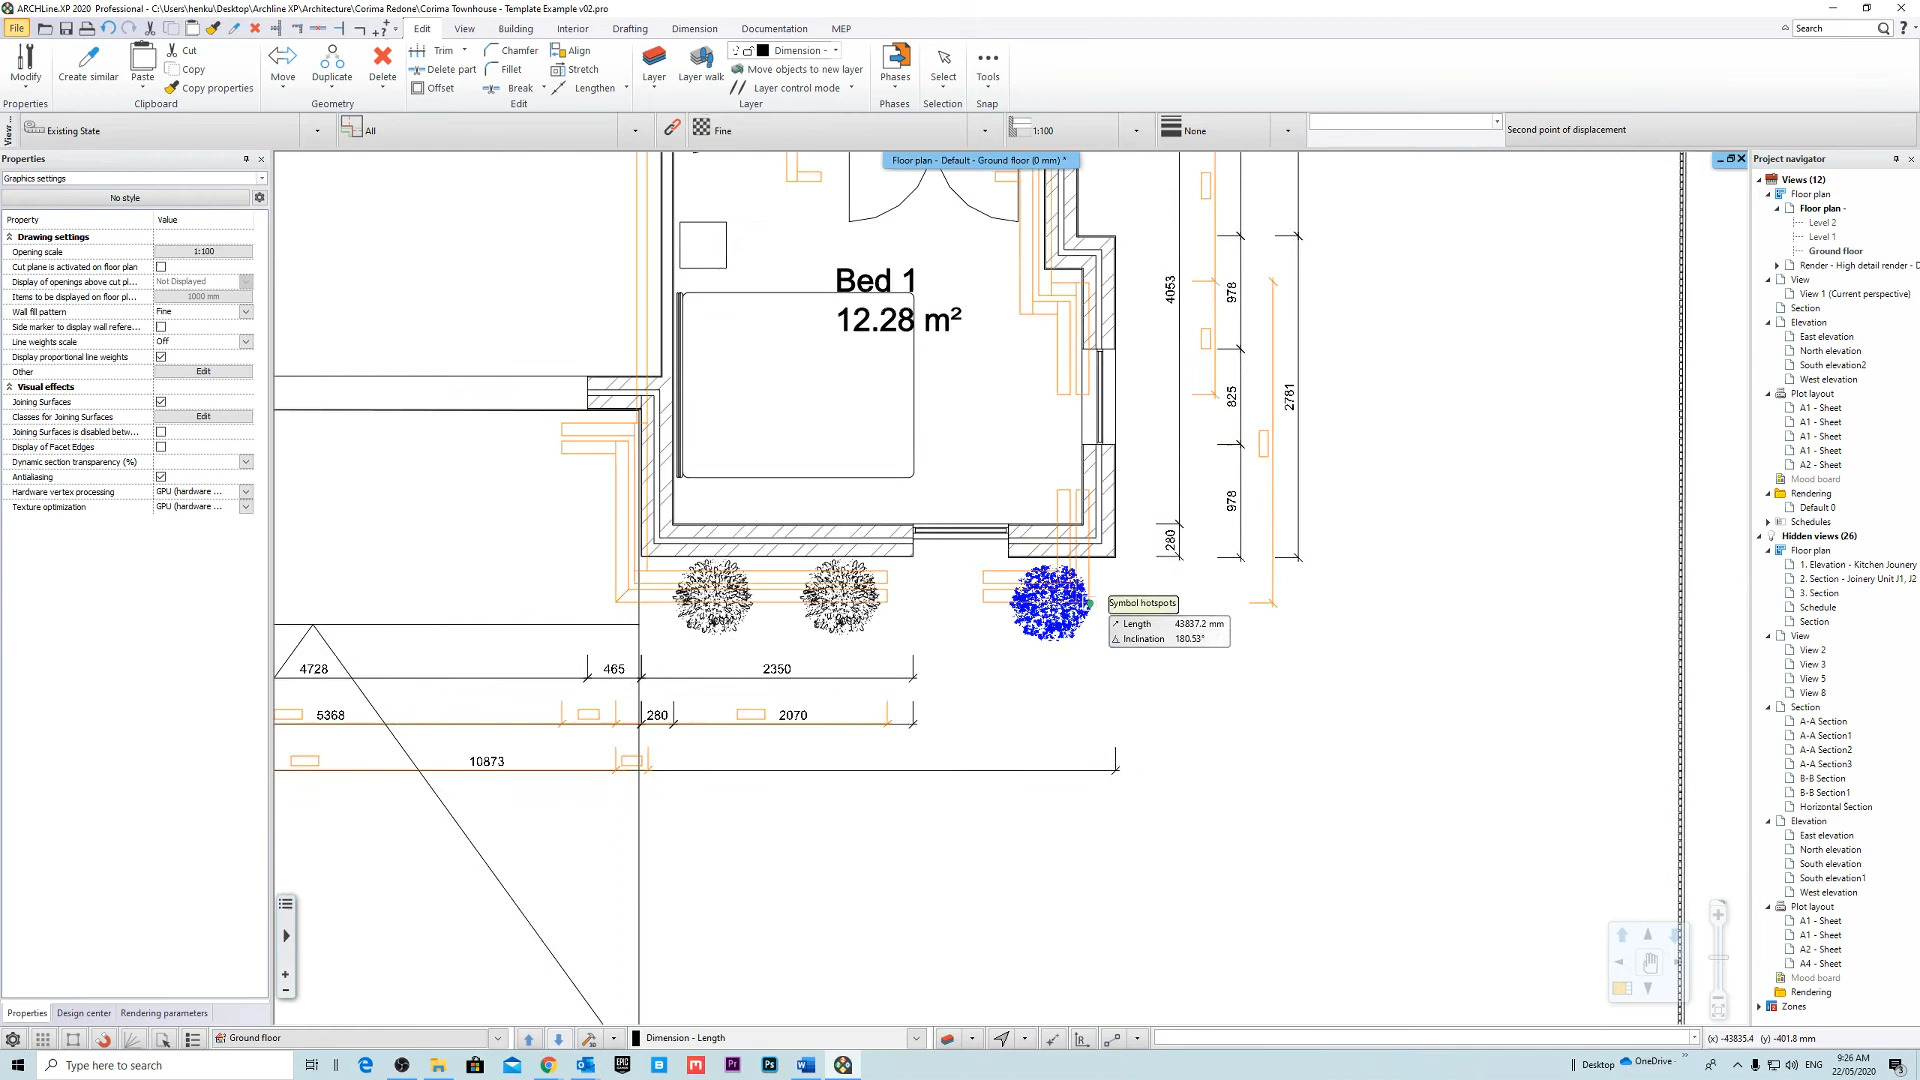 ARCHLine.XP 2020 Professional - C:\Users\henku\Desktop\Archline XP\Architecture\Corima Redone\Corima Townhouse - Template Example v02.pro
File
Edit
View
Building
Interior
Drafting
Dimension
Documentation
MEP
Search
Modify
Create similar
Paste
Cut
Copy
Copy properties
Move
Duplicate
Delete
Trim
Delete part
Offset
Chamfer
Fillet
Break
Align
Stretch
Lengthen
Layer
Layer walk
Dimension -
Move objects to new layer
Layer control mode
Phases
Select
Tools
Properties
Clipboard
Geometry
Edit
Layer
Phases
Selection
Snap
View...
Existing State
All
Fine
1:100
None
Second point of displacement
Properties
Graphics settings
No style
Property Value
Drawing settings
Opening scale 1:100
Cut plane is activated on floor plan
Display of openings above cut pl... Not Displayed
Items to be displayed on floor pl... 1000 mm
Wall fill pattern Fine
Side marker to display wall refere...
Line weights scale Off
Display proportional line weights
Other Edit
Visual effects
Joining Surfaces
Classes for Joining Surfaces Edit
Joining Surfaces is disabled betw...
Display of Facet Edges
Dynamic section transparency (%)
Antialiasing
Hardware vertex processing GPU (hardware ...
Texture optimization GPU (hardware ...
Properties Design center Rendering parameters
Floor plan - Default - Ground floor (0 mm) *
Bed 1
12.28 m²
4053
978
825
978
2781
280
Symbol hotspots
Length 43837.2 mm
Inclination 180.53°
4728
465
2350
5368
280
2070
10873
Project navigator
Views (12)
Floor plan
Floor plan -
Level 2
Level 1
Ground floor
Render - High detail render - D
View
View 1 (Current perspective)
Section
Elevation
East elevation
North elevation
South elevation2
West elevation
Plot layout
A1 - Sheet
A1 - Sheet
A1 - Sheet
A1 - Sheet
A2 - Sheet
Mood board
Rendering
Default 0
Schedules
Hidden views (26)
Floor plan
1. Elevation - Kitchen Jounery
2. Section - Joinery Unit J1, J2
3. Section
Schedule
Section
View
View 2
View 3
View 5
View 8
Section
A-A Section
A-A Section1
A-A Section2
A-A Section3
B-B Section
B-B Section1
Horizontal Section
Elevation
East elevation
North elevation
South elevation
South elevation1
West elevation
Plot layout
A1 - Sheet
A1 - Sheet
A2 - Sheet
A4 - Sheet
Mood board
Rendering
Zones
Ground floor
Dimension - Length
(x) -43835.4 (y) -401.8 mm
Type here to search
Desktop
OneDrive -
ENG
9:26 AM
22/05/2020